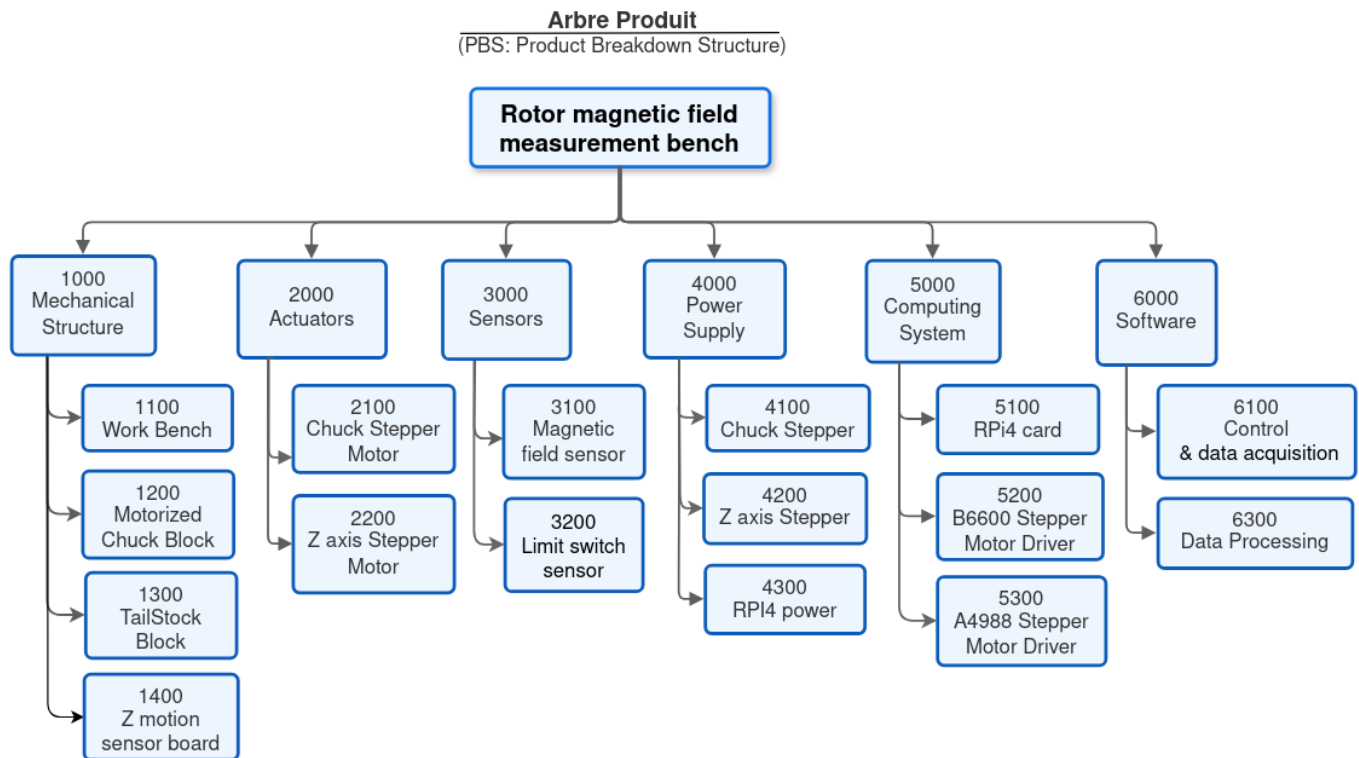 Arbre Produit
(PBS: Product Breakdown Structure)
Rotor magnetic field
measurement bench
1000
Mechanical
Structure
2000
Actuators
3000
Sensors
4000
Power
Supply
5000
Computing
System
6000
Software
1100
Work Bench
1200
Motorized
Chuck Block
1300
TailStock
Block
1400
Z motion
sensor board
2100
Chuck Stepper
Motor
2200
Z axis Stepper
Motor
3100
Magnetic
field sensor
3200
Limit switch
sensor
4100
Chuck Stepper
4200
Z axis Stepper
4300
RPI4 power
5100
RPi4 card
5200
B6600 Stepper
Motor Driver
5300
A4988 Stepper
Motor Driver
6100
Control
& data acquisition
6300
Data Processing